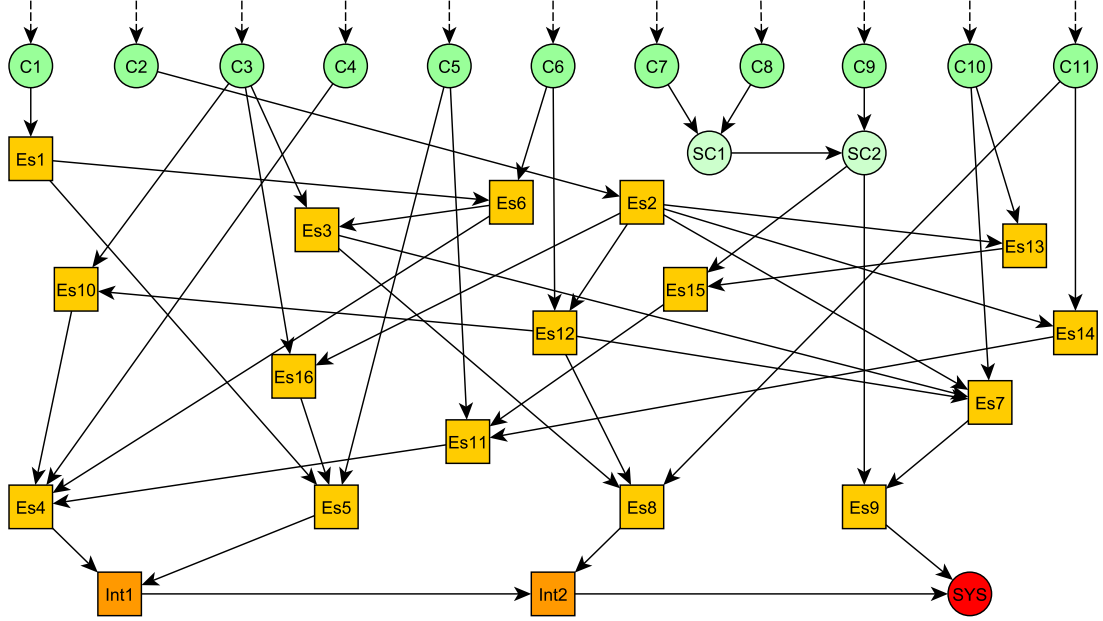 C1 C2 C3 C4 C5 C6 C7 C8 C9 C10 C11
Es1 SC1 SC2
Es6 Es2
Es3 Es13
Es10 Es15
Es12 Es14
Es16
Es7
Es11
Es4 Es5 Es8 Es9
Int1 Int2 SYS